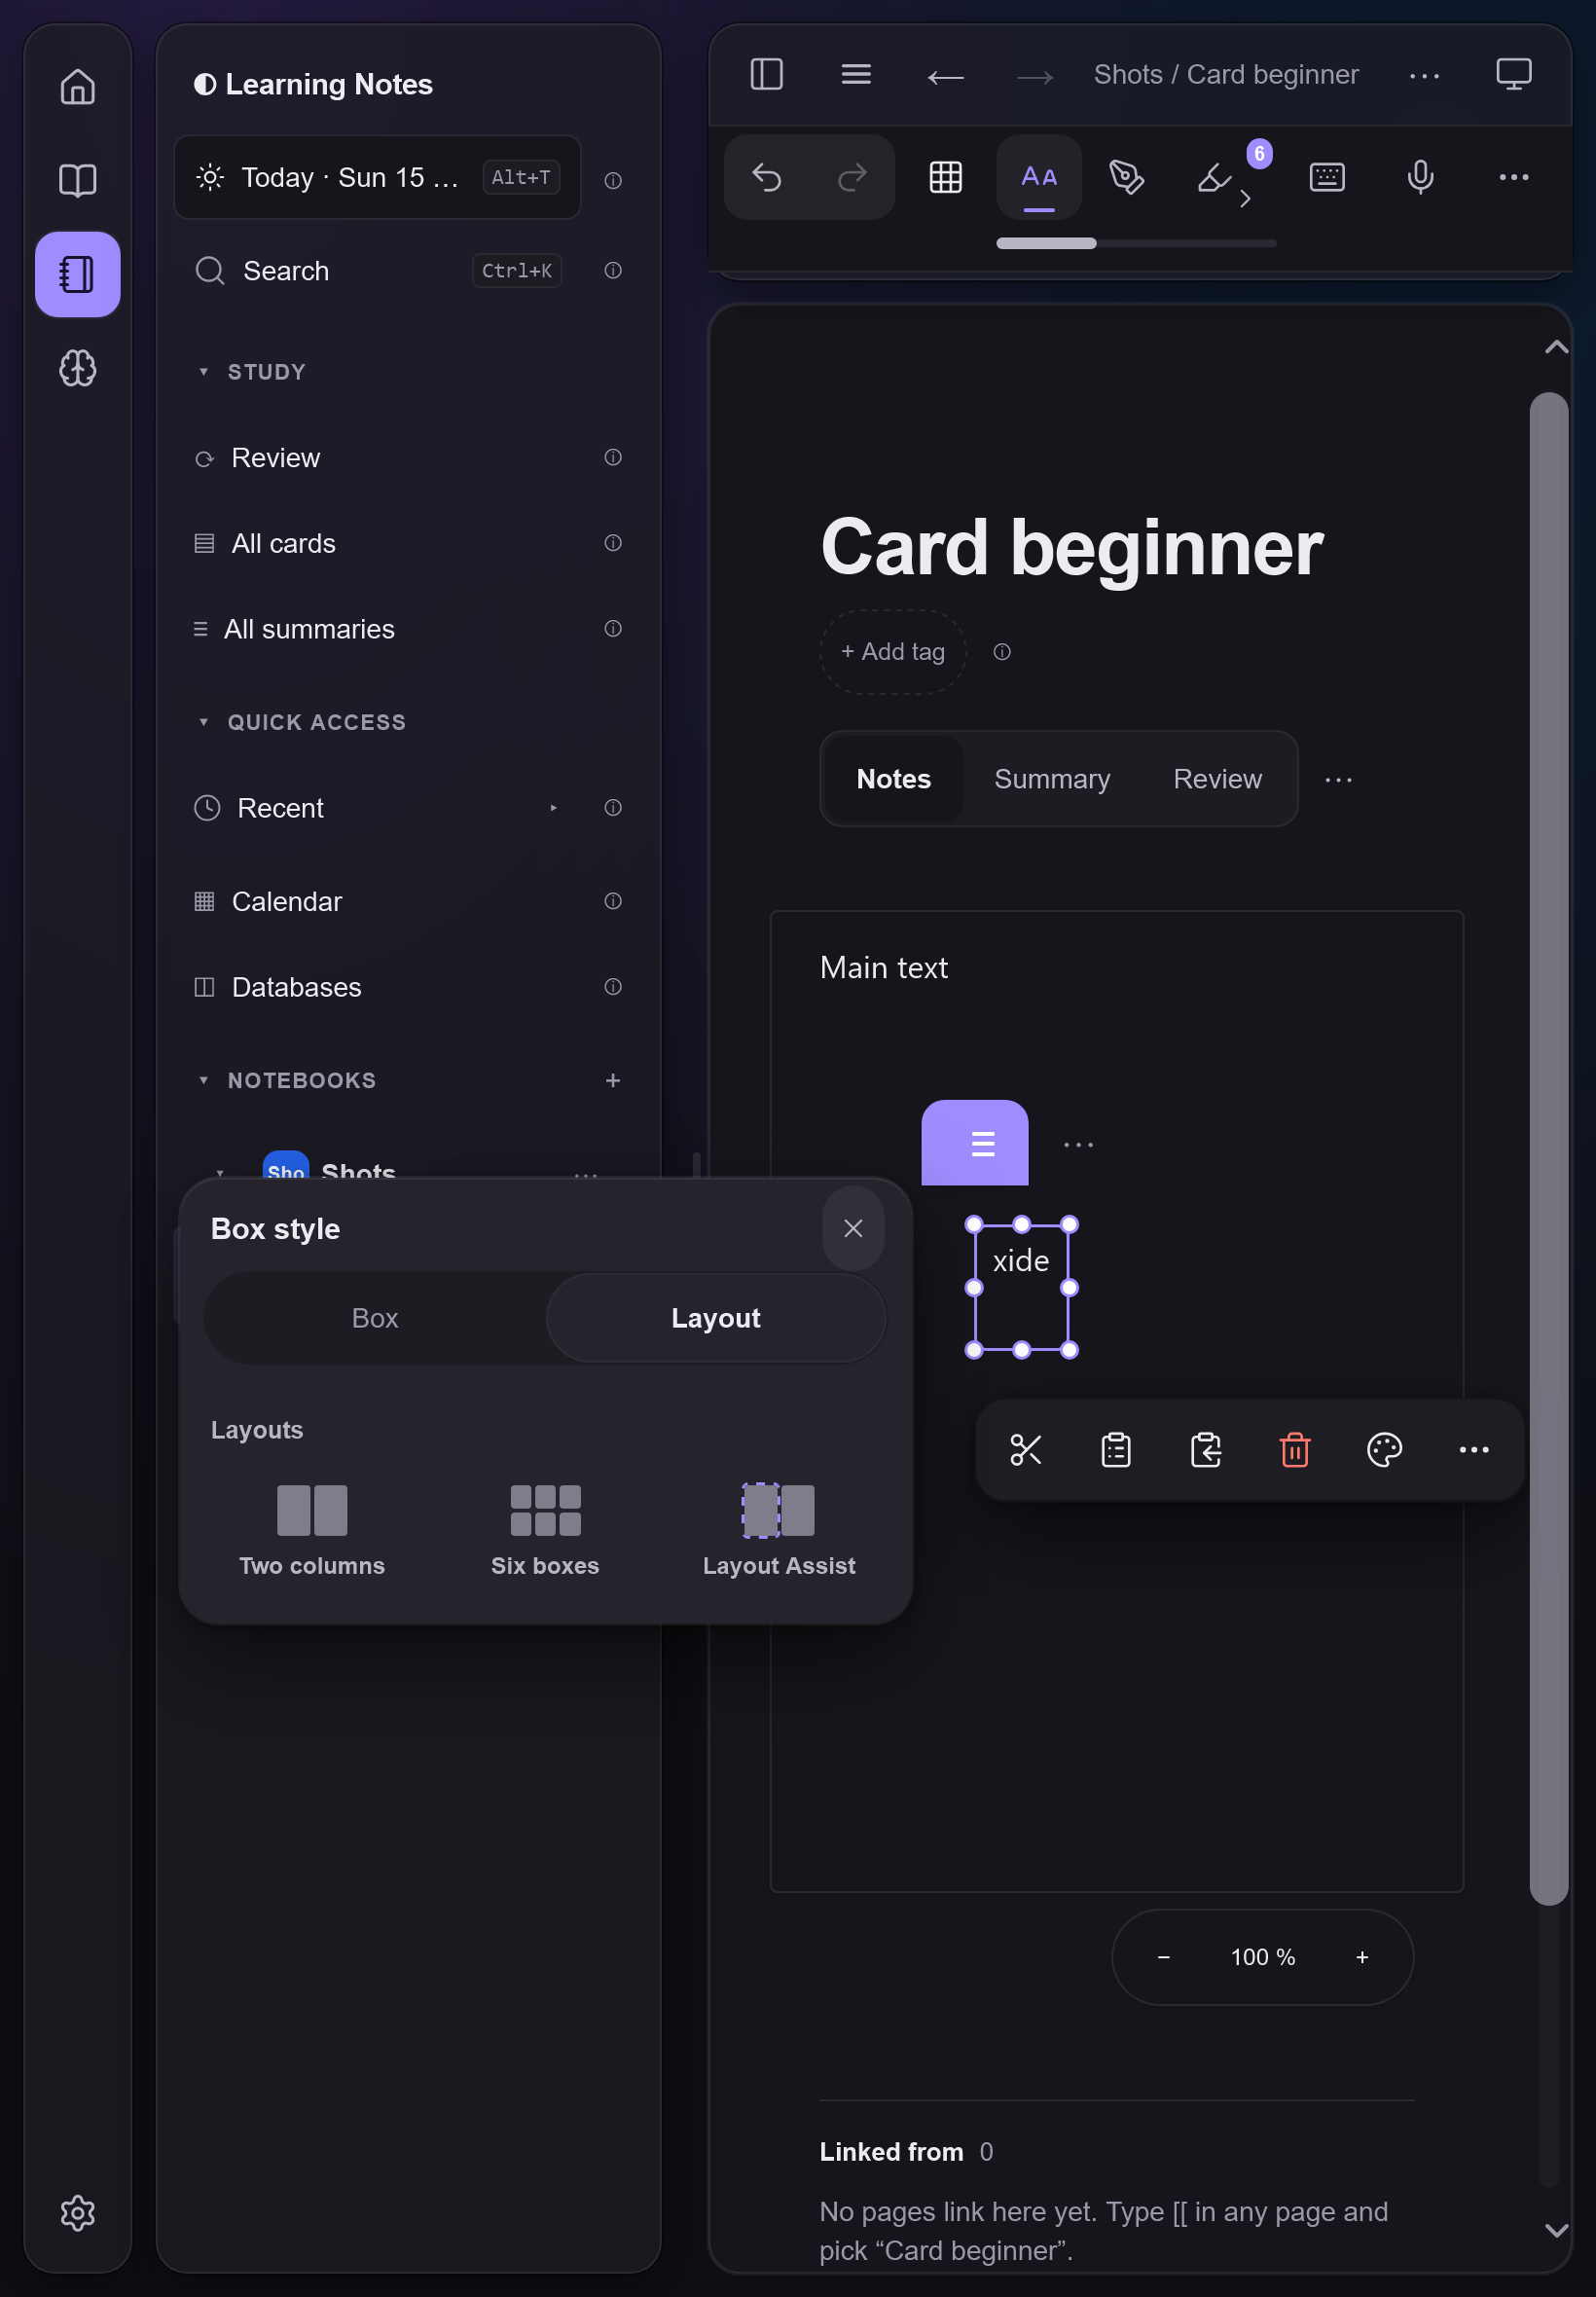 Learning Notes
Today · Sun 15 … Alt+T
Search Ctrl+K
STUDY
Review
All cards
All summaries
QUICK ACCESS
Recent
Calendar
Databases
NOTEBOOKS +
Sho Shots ...
Shots / Card beginner ...
6
Card beginner
+ Add tag
Notes Summary Review ...
Main text
xide
Box style
Box Layout
Layouts
Two columns Six boxes Layout Assist
− 100 % +
Linked from 0
No pages link here yet. Type [[ in any page and
pick “Card beginner”.